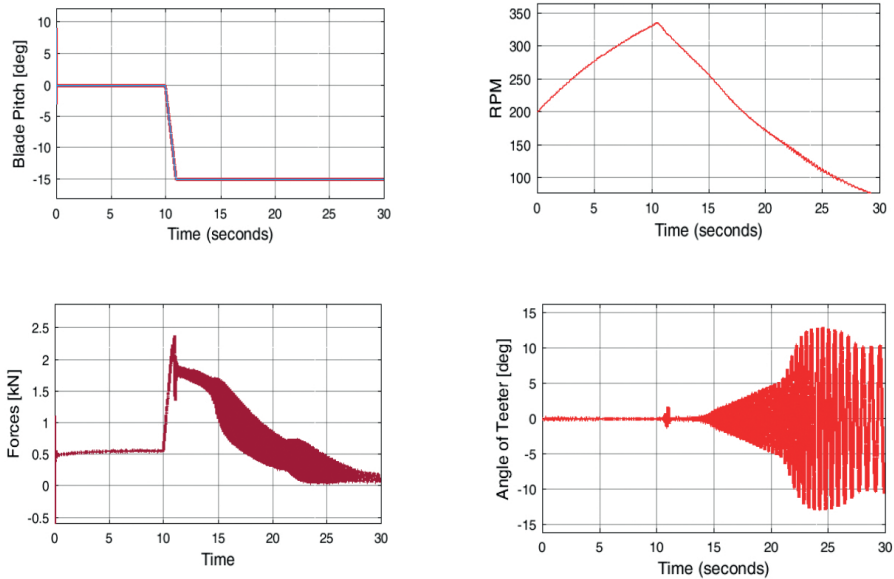 Blade Pitch [deg]
10
5
0
-5
-10
-15
0 5 10 15 20 25 30
Time (seconds)
RPM
350
300
250
200
150
100
0 5 10 15 20 25 30
Time (seconds)
Forces [kN]
2.5
2
1.5
1
0.5
0
-0.5
0 5 10 15 20 25 30
Time
Angle of Teeter [deg]
15
10
5
0
-5
-10
-15
0 5 10 15 20 25 30
Time (seconds)